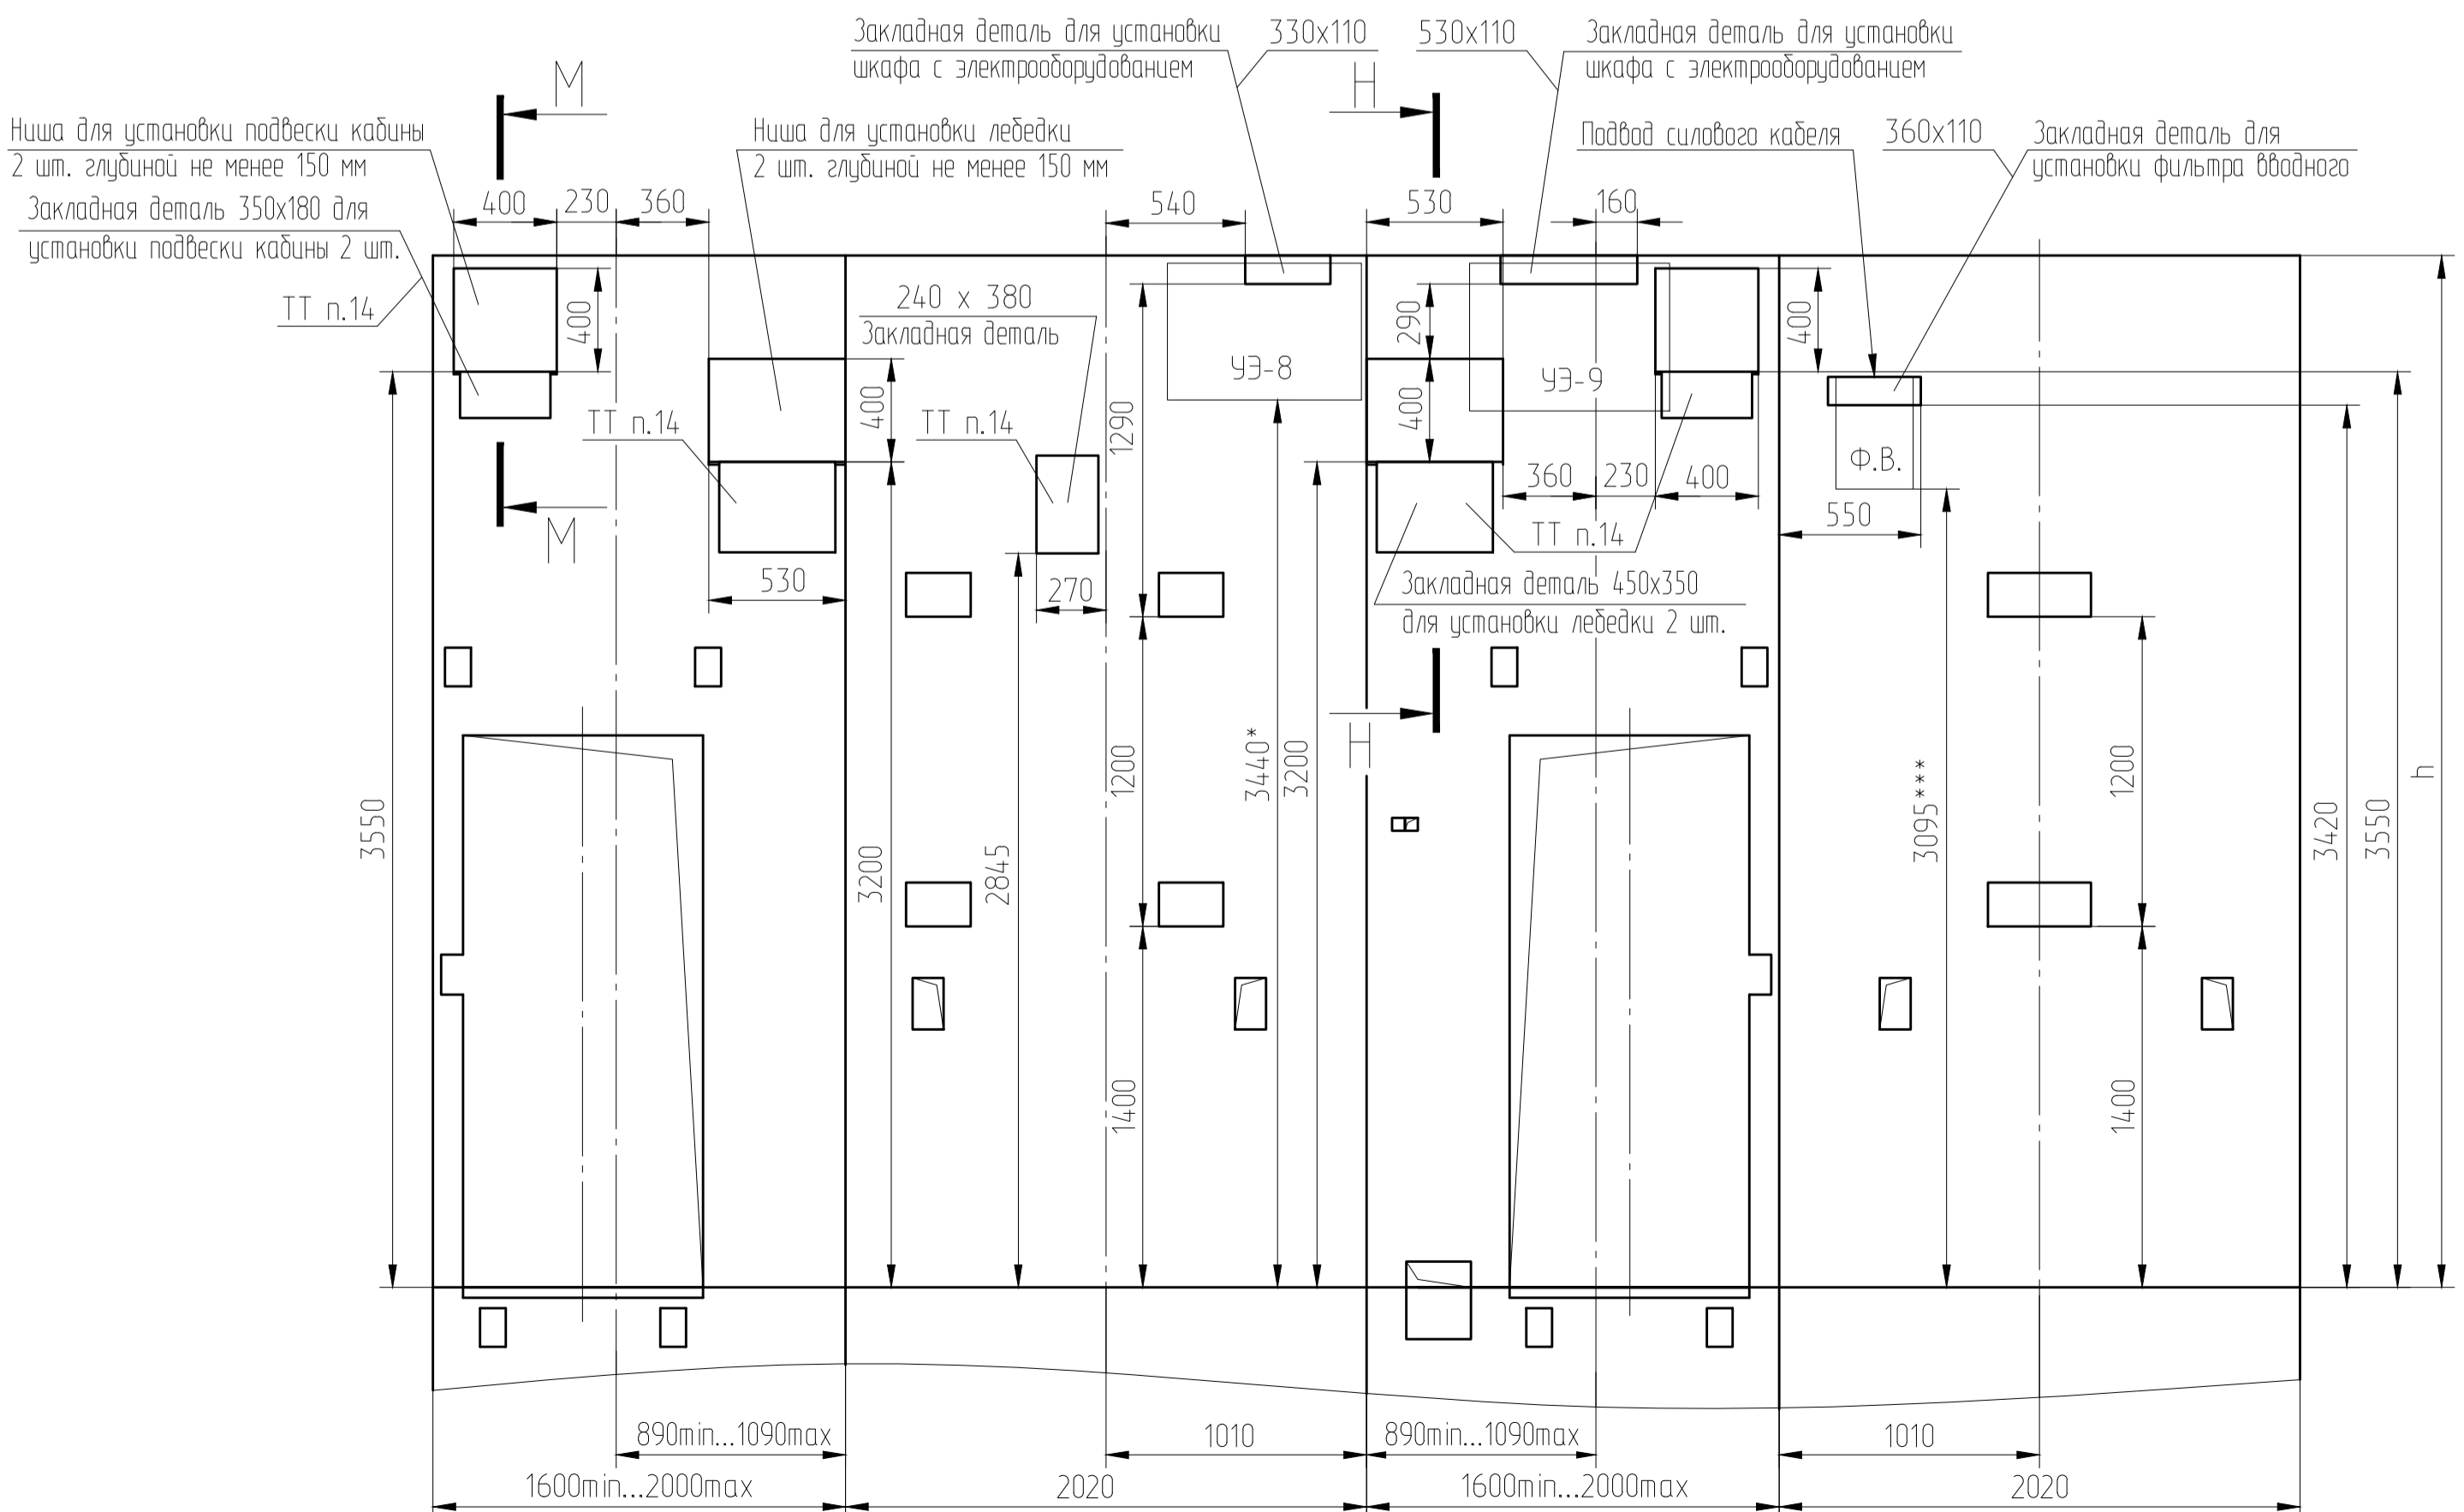 Закладная деталь для установки
шкафа с электрооборудованием
330х110
530х110
Закладная деталь для установки
шкафа с электрооборудованием
М
Н
Ниша для установки подвески кабины
2 шт. глубиной не менее 150 мм
Ниша для установки лебедки
2 шт. глубиной не менее 150 мм
Подвод силового кабеля
360х110
Закладная деталь для
установки фильтра вводного
Закладная деталь 350х180 для
установки подвески кабины 2 шт.
400
230
360
540
530
160
ТТ п.14
400
240 х 380
Закладная деталь
290
400
УЭ-8
УЭ-9
400
1290
400
ТТ п.14
ТТ п.14
Ф.В.
360
230
400
550
М
ТТ п.14
530
270
Закладная деталь 450х350
для установки лебедки 2 шт.
Н
3550
3200
2845
1200
3440*
3200
3095***
1200
3420
3550
h
1400
1400
890min...1090max
1010
890min...1090max
1010
1600min...2000max
2020
1600min...2000max
2020